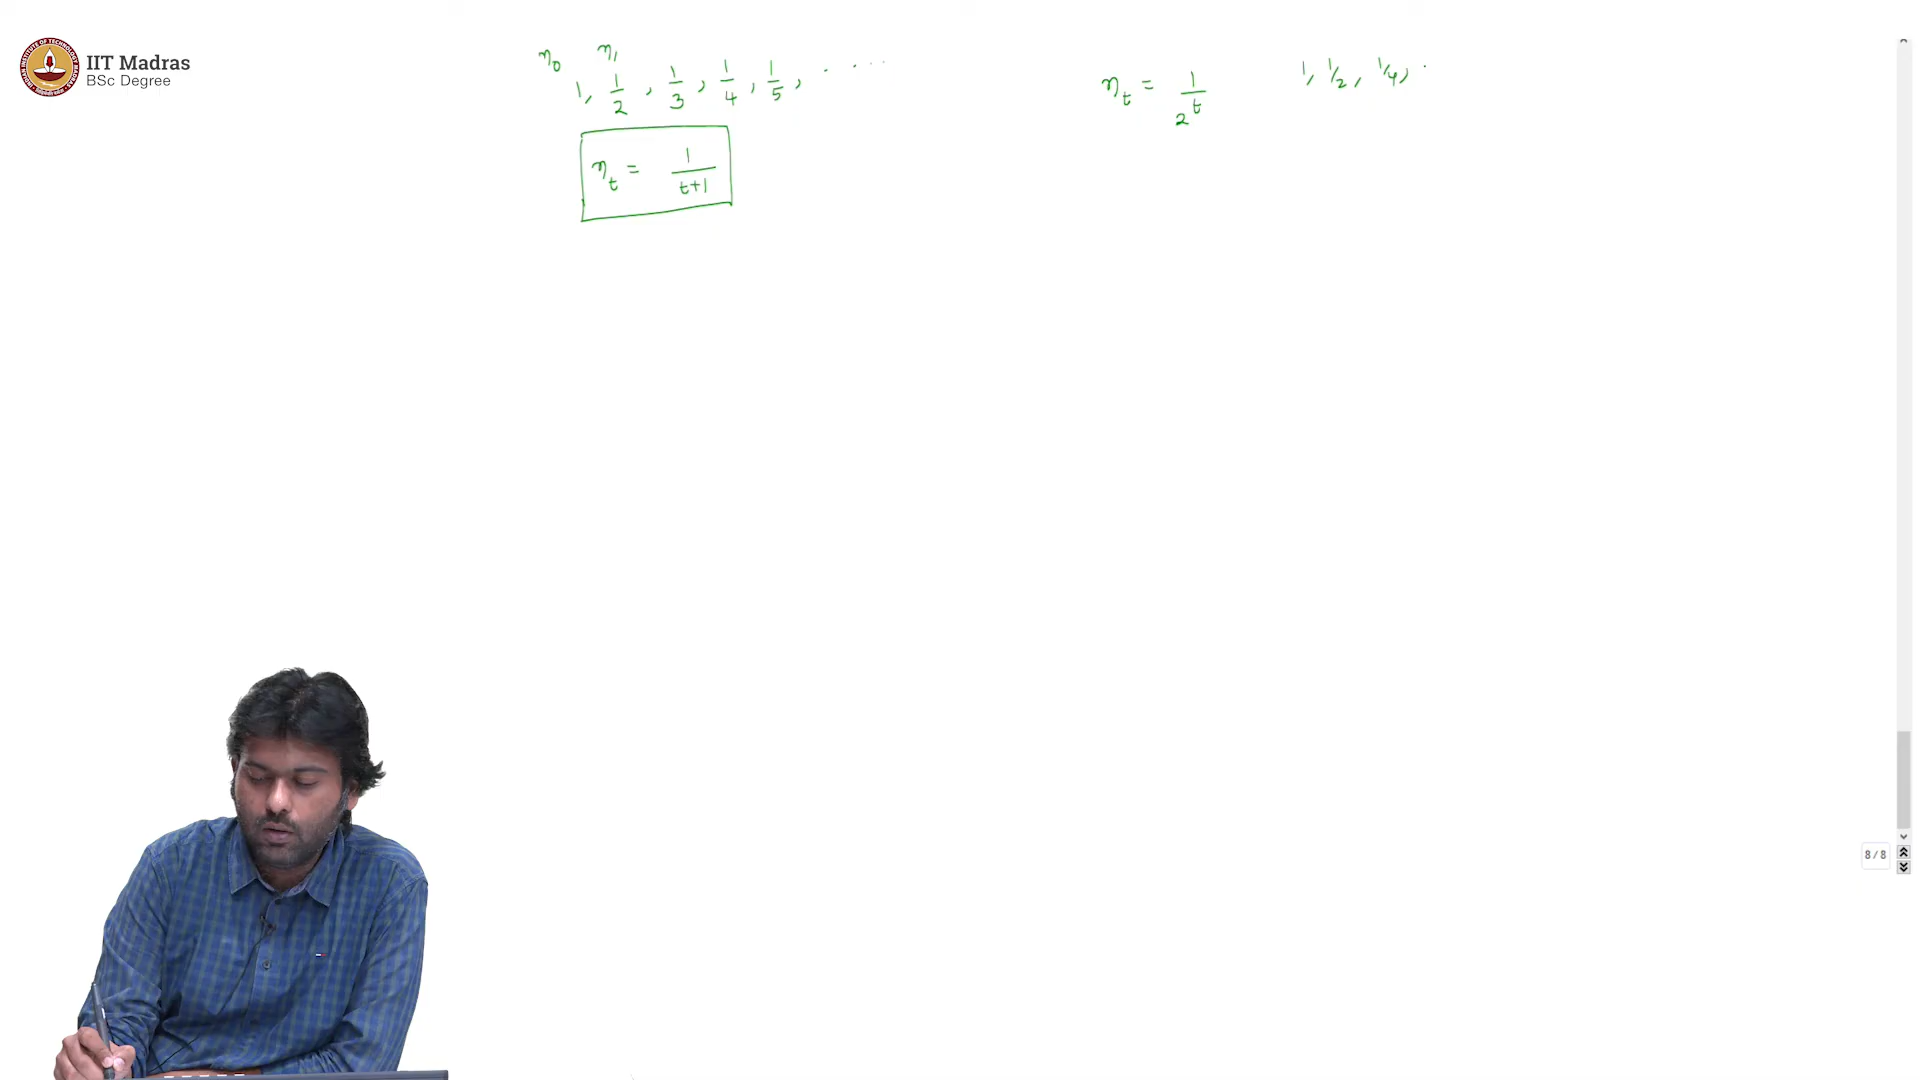 IIT Madras
BSc Degree
η₀ η₁
1, 1/2, 1/3, 1/4, 1/5, . . . .
ηₜ = 1/(t+1)
ηₜ = 1/2ᵗ 1, 1/2, 1/4, .
8 / 8